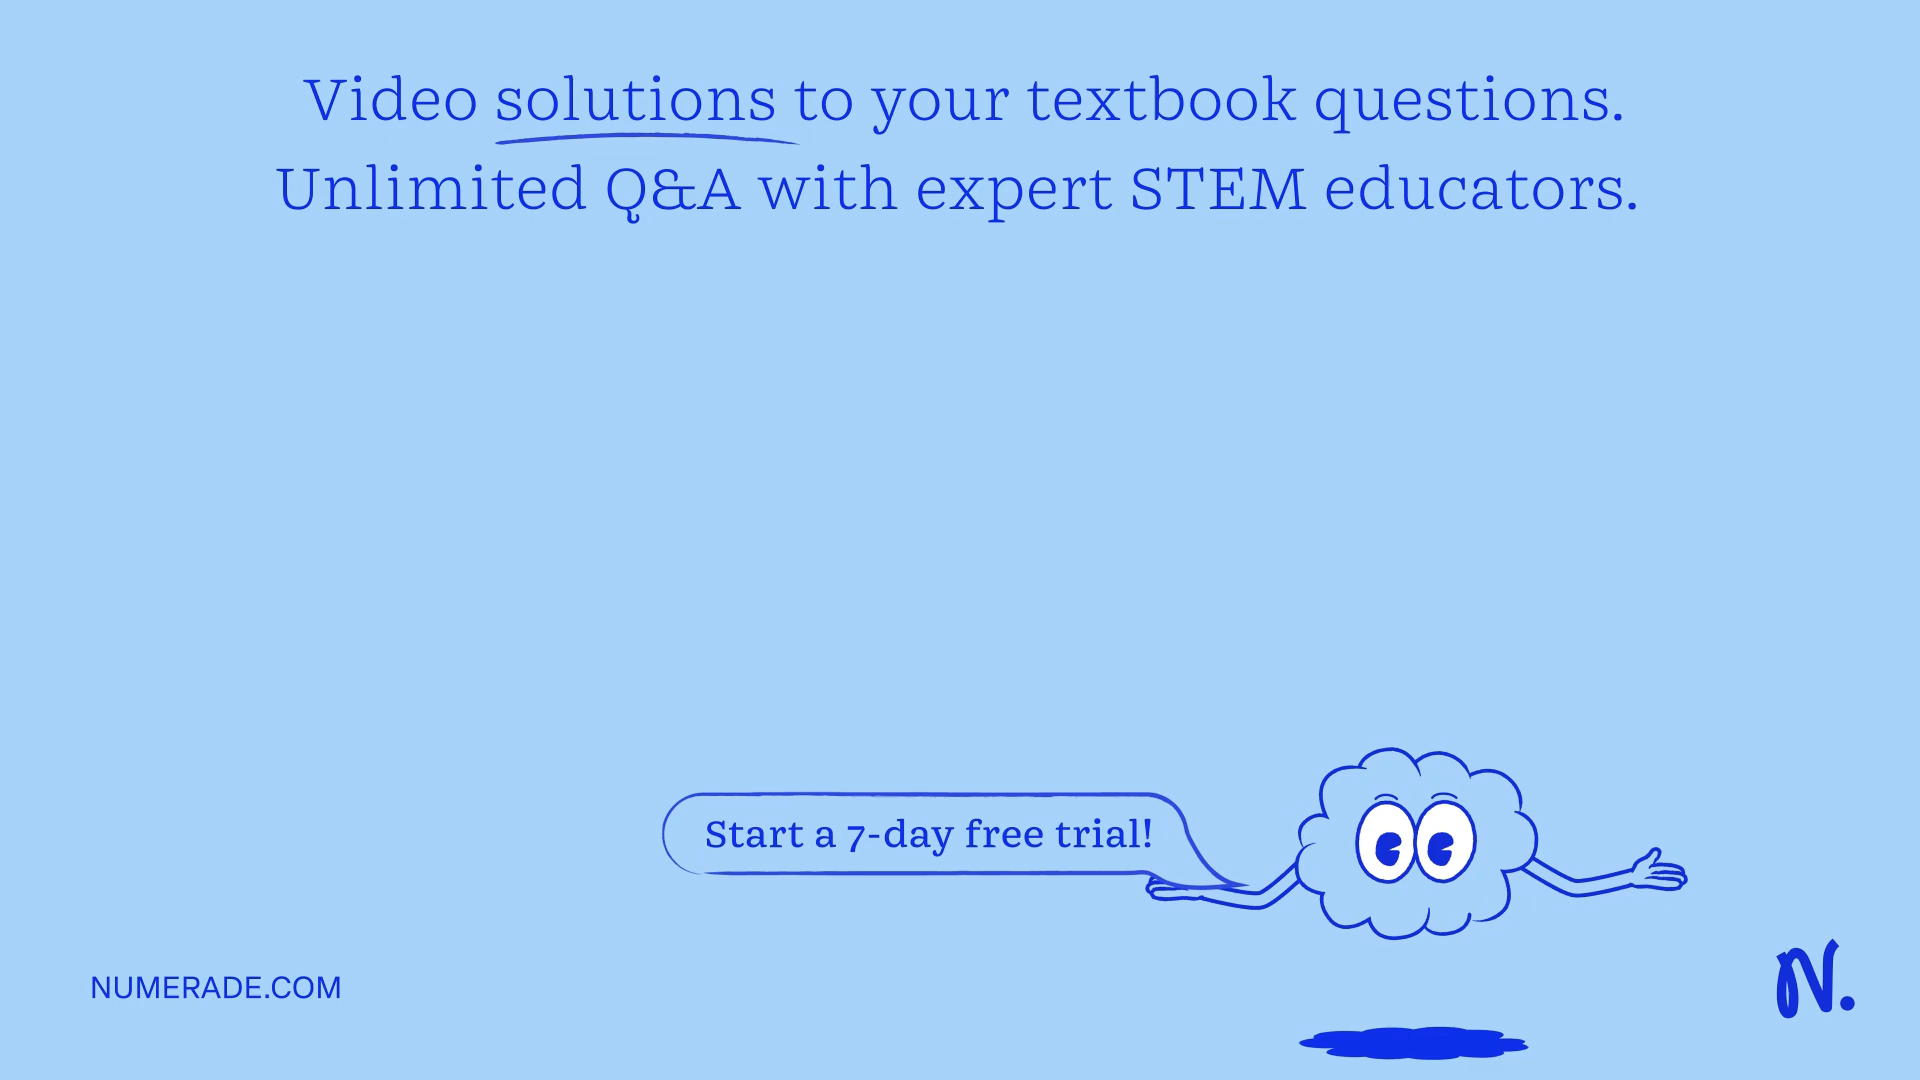 Video solutions to your textbook questions.
Unlimited Q&A with expert STEM educators.
Start a 7-day free trial!
NUMERADE.COM
N.